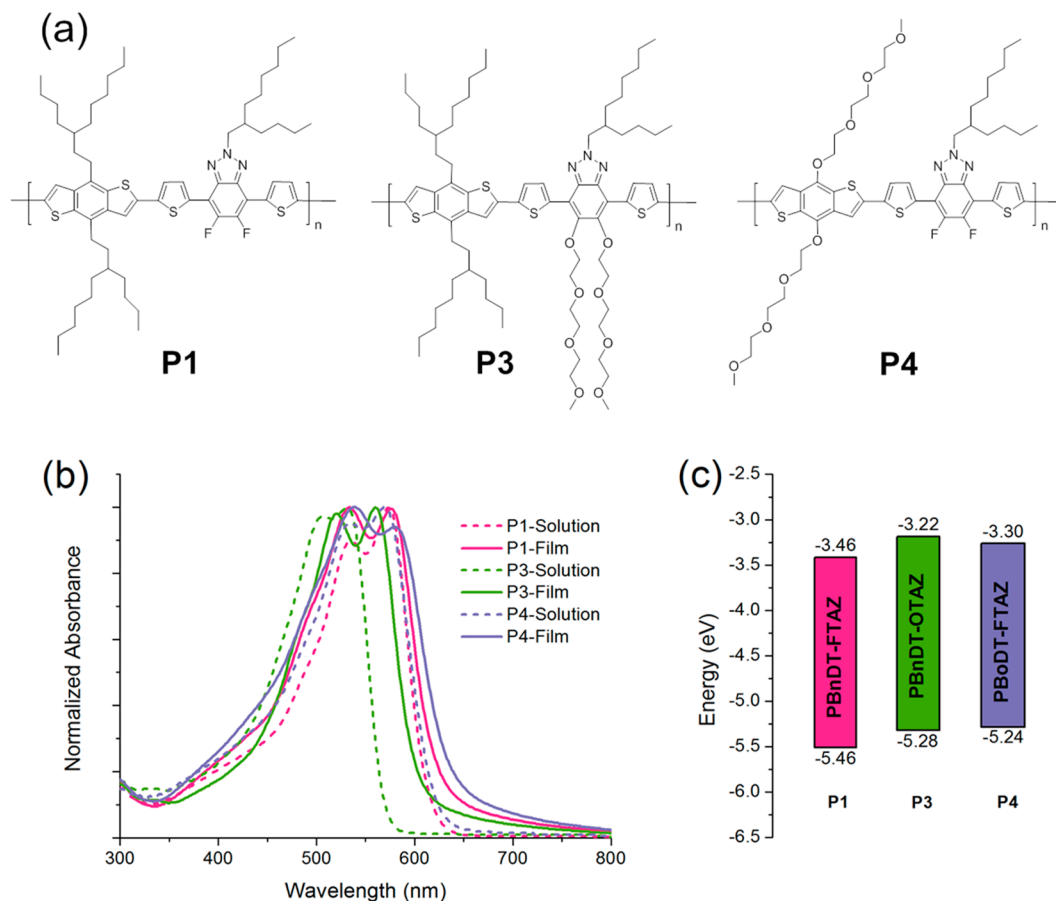 (a)
N
N
N
S
S
S
S
F
F
n
P1
N
N
N
S
S
S
S
O
O
O
O
O
O
O
O
n
P3
O
O
O
O
N
N
N
S
S
S
S
F
F
O
O
O
O
n
P4
(b)
Normalized Absorbance
P1-Solution
P1-Film
P3-Solution
P3-Film
P4-Solution
P4-Film
300
400
500
600
700
800
Wavelength (nm)
(c)
Energy (eV)
-2.5
-3.0
-3.5
-4.0
-4.5
-5.0
-5.5
-6.0
-6.5
-3.46
-3.22
-3.30
PBnDT-FTAZ
PBnDT-OTAZ
PBoDT-FTAZ
-5.46
-5.28
-5.24
P1
P3
P4